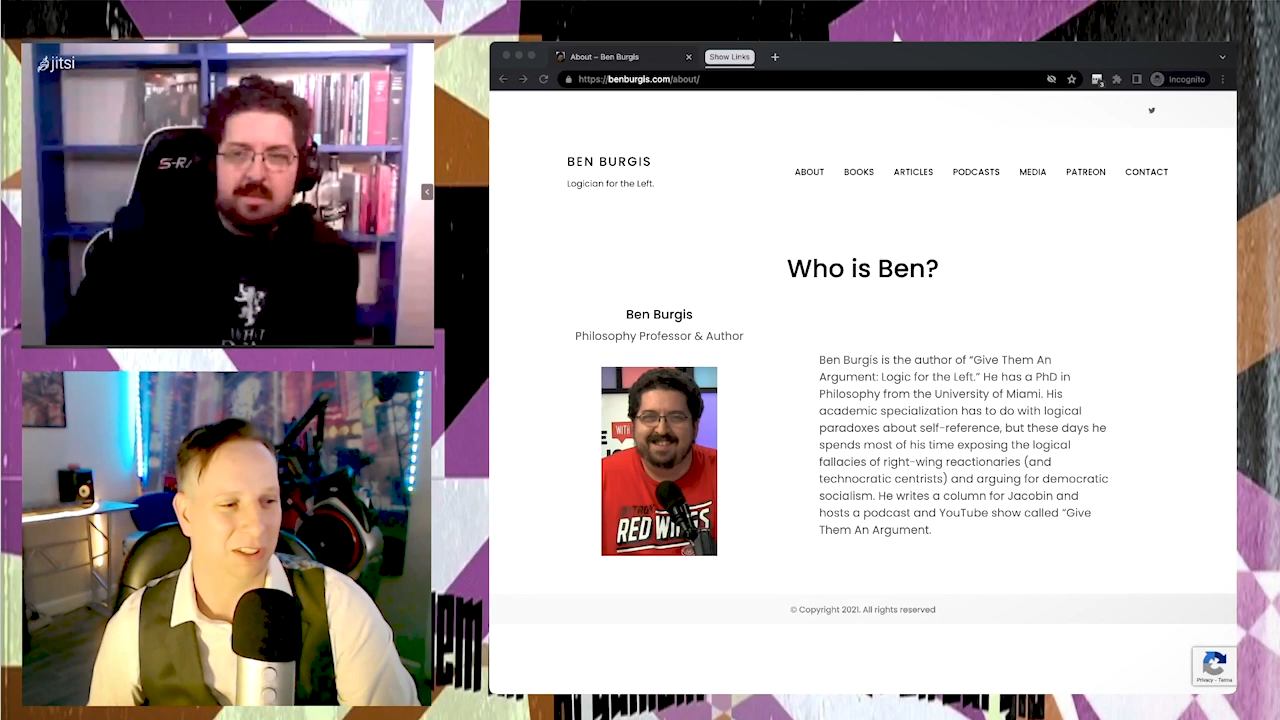 jitsi
About – Ben Burgis
Show Links
https://benburgis.com/about/
Incognito
BEN BURGIS
Logician for the Left.
ABOUT BOOKS ARTICLES PODCASTS MEDIA PATREON CONTACT
Who is Ben?
Ben Burgis
Philosophy Professor & Author
WITH
RED WINGS
Ben Burgis is the author of “Give Them An
Argument: Logic for the Left.” He has a PhD in
Philosophy from the University of Miami. His
academic specialization has to do with logical
paradoxes about self-reference, but these days he
spends most of his time exposing the logical
fallacies of right-wing reactionaries (and
technocratic centrists) and arguing for democratic
socialism. He writes a column for Jacobin and
hosts a podcast and YouTube show called “Give
Them An Argument.
© Copyright 2021. All rights reserved
Privacy - Terms